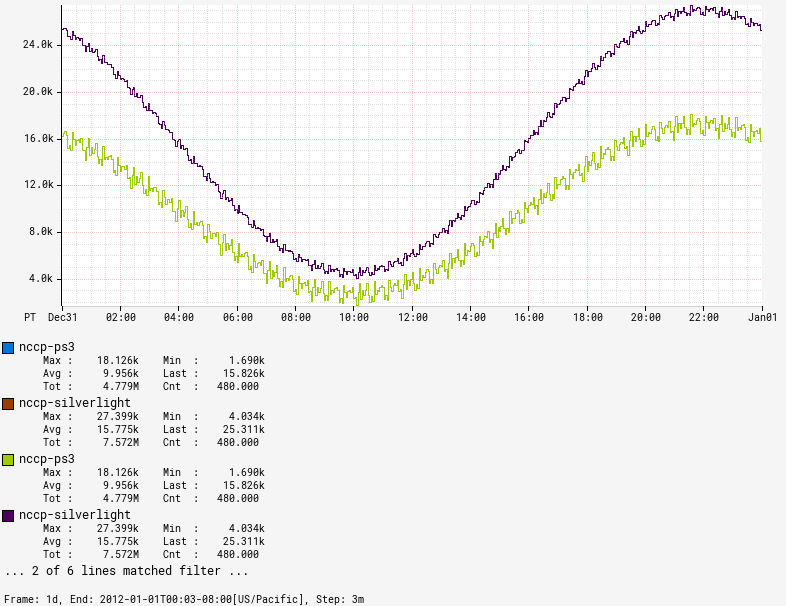 24.0k
20.0k
16.0k
12.0k
8.0k
4.0k
PT Dec31 02:00 04:00 06:00 08:00 10:00 12:00 14:00 16:00 18:00 20:00 22:00 Jan01
nccp-ps3
Max : 18.126k Min : 1.690k
Avg : 9.956k Last : 15.826k
Tot : 4.779M Cnt : 480.000
nccp-silverlight
Max : 27.399k Min : 4.034k
Avg : 15.775k Last : 25.311k
Tot : 7.572M Cnt : 480.000
nccp-ps3
Max : 18.126k Min : 1.690k
Avg : 9.956k Last : 15.826k
Tot : 4.779M Cnt : 480.000
nccp-silverlight
Max : 27.399k Min : 4.034k
Avg : 15.775k Last : 25.311k
Tot : 7.572M Cnt : 480.000
... 2 of 6 lines matched filter ...
Frame: 1d, End: 2012-01-01T00:03-08:00[US/Pacific], Step: 3m